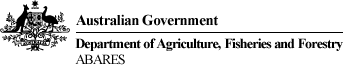 Australian Government
Department of Agriculture, Fisheries and Forestry
ABARES